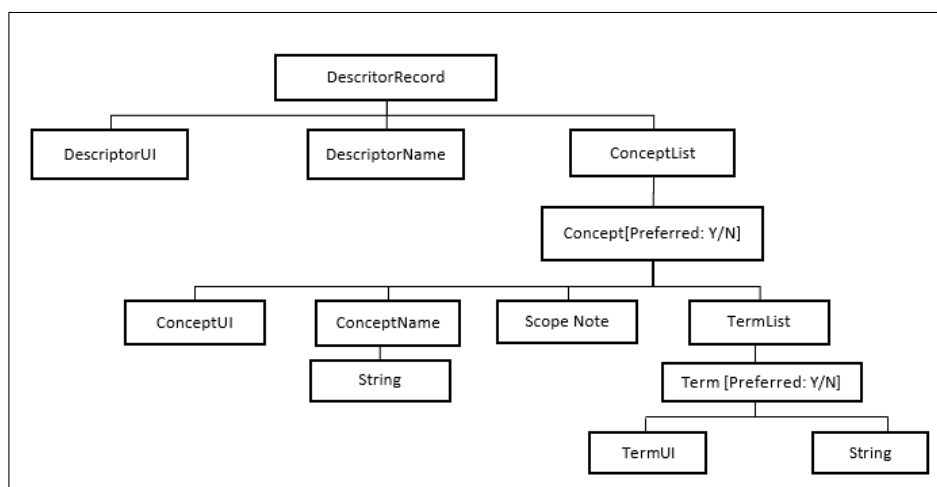 DescritorRecord
DescriptorUI
DescriptorName
ConceptList
Concept[Preferred: Y/N]
ConceptUI
ConceptName
Scope Note
TermList
String
Term [Preferred: Y/N]
TermUI
String